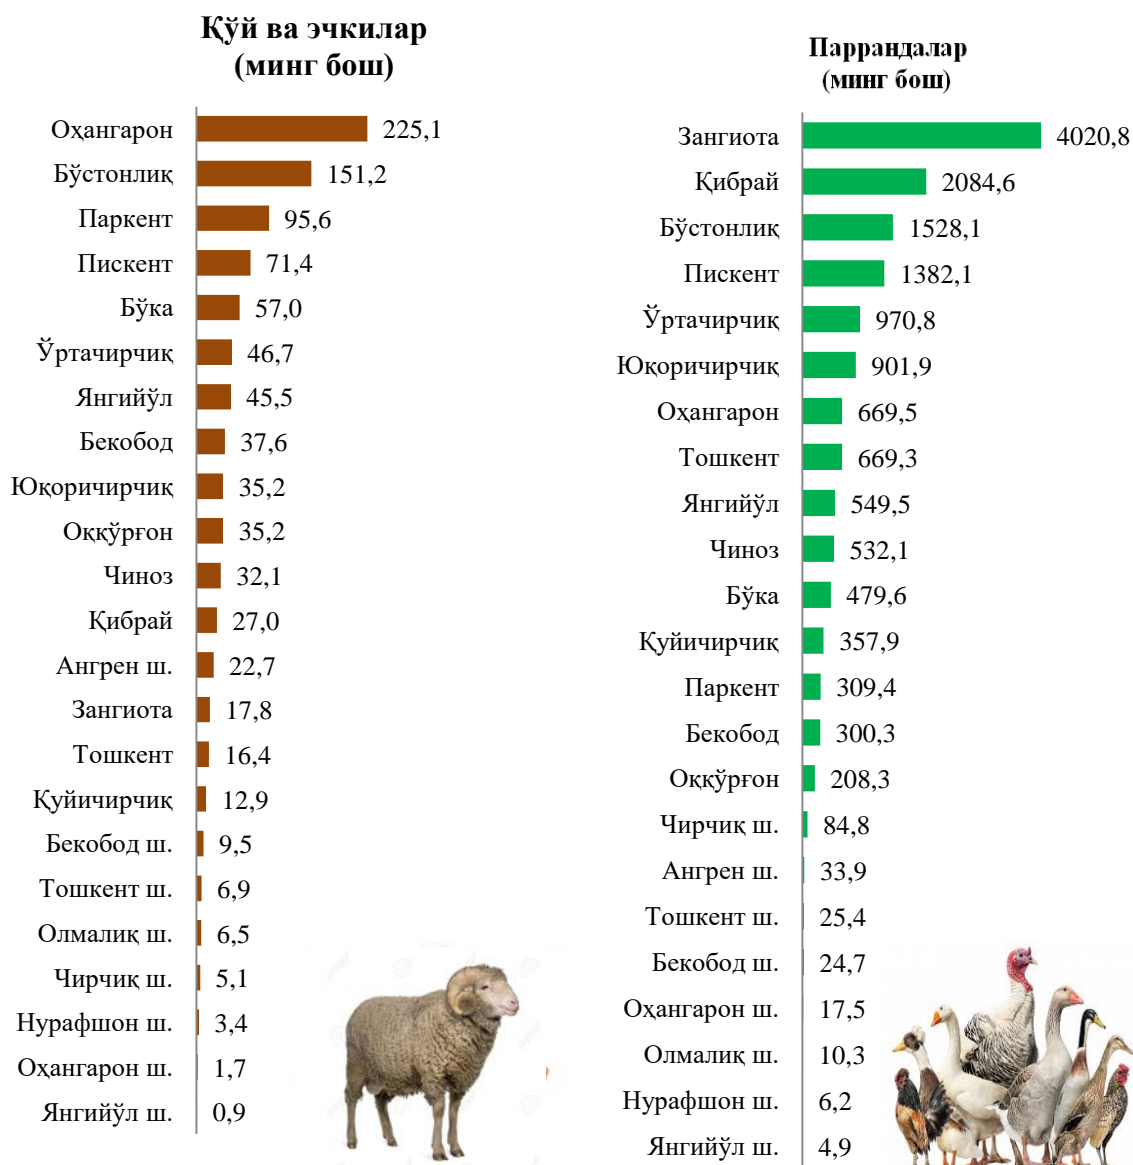 Қўй ва эчкилар
(минг бош)
Оҳангарон 225,1
Бўстонлиқ 151,2
Паркент 95,6
Пискент 71,4
Бўка 57,0
Ўртачирчиқ 46,7
Янгийўл 45,5
Бекобод 37,6
Юқоричирчиқ 35,2
Оққўрғон 35,2
Чиноз 32,1
Қибрай 27,0
Ангрен ш. 22,7
Зангиота 17,8
Тошкент 16,4
Қуйичирчиқ 12,9
Бекобод ш. 9,5
Тошкент ш. 6,9
Олмалиқ ш. 6,5
Чирчиқ ш. 5,1
Нурафшон ш. 3,4
Оҳангарон ш. 1,7
Янгийўл ш. 0,9
Паррандалар
(минг бош)
Зангиота 4020,8
Қибрай 2084,6
Бўстонлиқ 1528,1
Пискент 1382,1
Ўртачирчиқ 970,8
Юқоричирчиқ 901,9
Оҳангарон 669,5
Тошкент 669,3
Янгийўл 549,5
Чиноз 532,1
Бўка 479,6
Қуйичирчиқ 357,9
Паркент 309,4
Бекобод 300,3
Оққўрғон 208,3
Чирчиқ ш. 84,8
Ангрен ш. 33,9
Тошкент ш. 25,4
Бекобод ш. 24,7
Оҳангарон ш. 17,5
Олмалиқ ш. 10,3
Нурафшон ш. 6,2
Янгийўл ш. 4,9